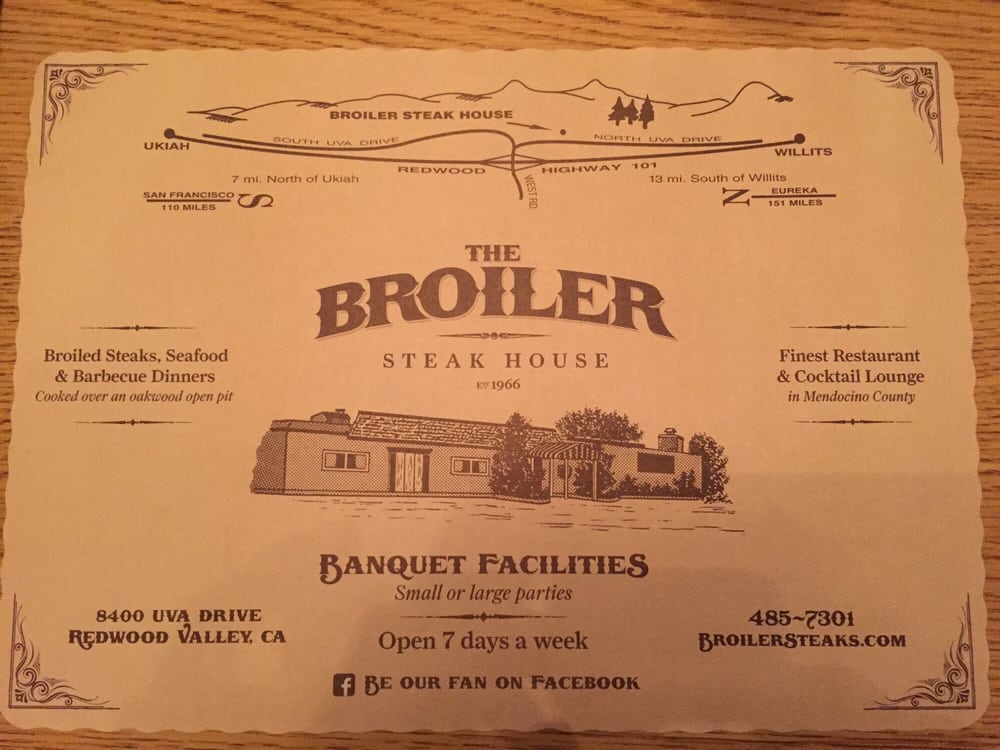 BROILER STEAK HOUSE
SOUTH UVA DRIVE
NORTH UVA DRIVE
UKIAH
WILLITS
REDWOOD HIGHWAY 101
WEST RD
7 mi. North of Ukiah
13 mi. South of Willits
SAN FRANCISCO
110 MILES
S
N
EUREKA
151 MILES
THE
BROILER
STEAK HOUSE
EST 1966
Broiled Steaks, Seafood
& Barbecue Dinners
Cooked over an oakwood open pit
Finest Restaurant
& Cocktail Lounge
in Mendocino County
BANQUET FACILITIES
Small or large parties
8400 UVA DRIVE
REDWOOD VALLEY, CA
Open 7 days a week
485~7301
BROILERSTEAKS.COM
f BE OUR FAN ON FACEBOOK